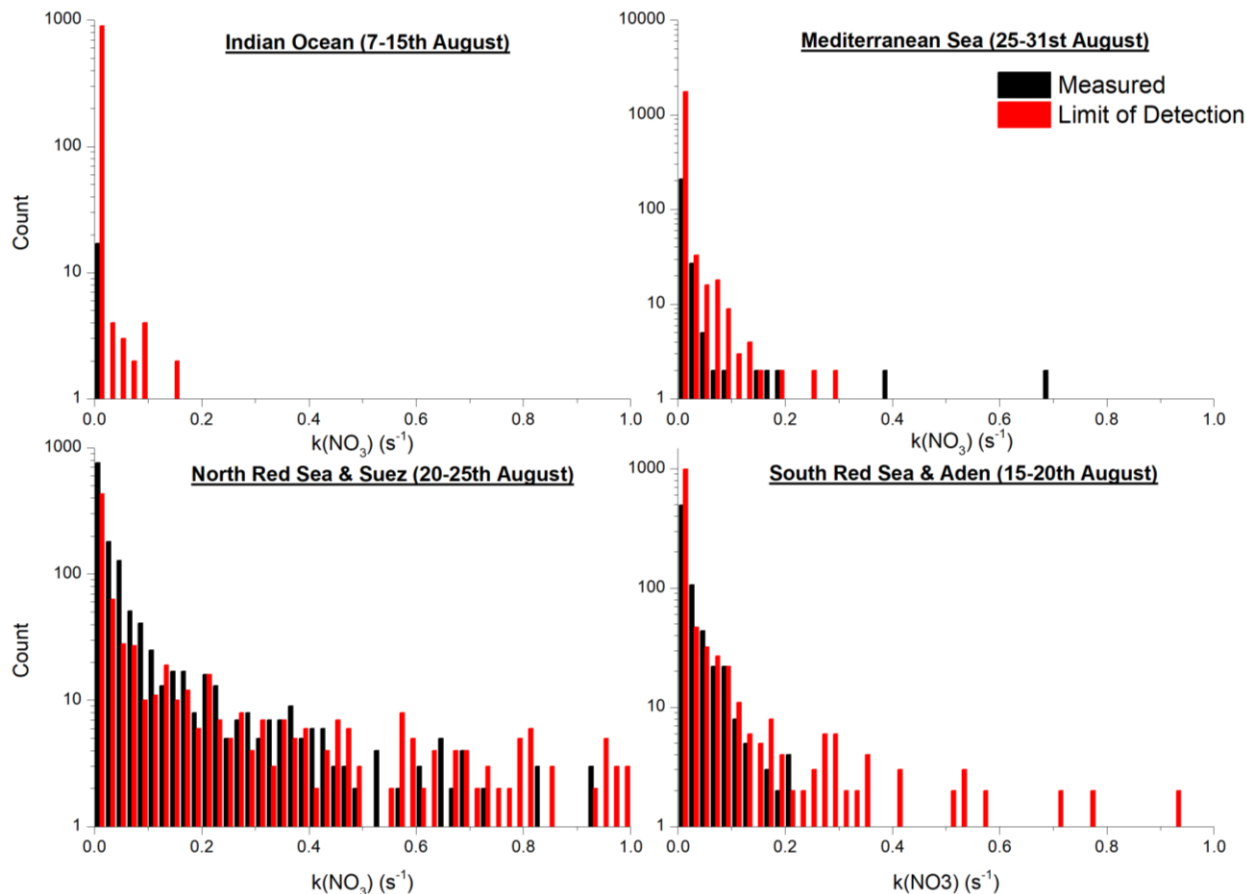 Indian Ocean (7-15th August)
1000
100
10
1
Count
0.0 0.2 0.4 0.6 0.8 1.0
k(NO₃) (s⁻¹)
Mediterranean Sea (25-31st August)
Measured
Limit of Detection
10000
1000
100
10
1
0.0 0.2 0.4 0.6 0.8 1.0
k(NO₃) (s⁻¹)
North Red Sea & Suez (20-25th August)
1000
100
10
1
Count
0.0 0.2 0.4 0.6 0.8 1.0
k(NO₃) (s⁻¹)
South Red Sea & Aden (15-20th August)
1000
100
10
1
0.0 0.2 0.4 0.6 0.8 1.0
k(NO3) (s⁻¹)